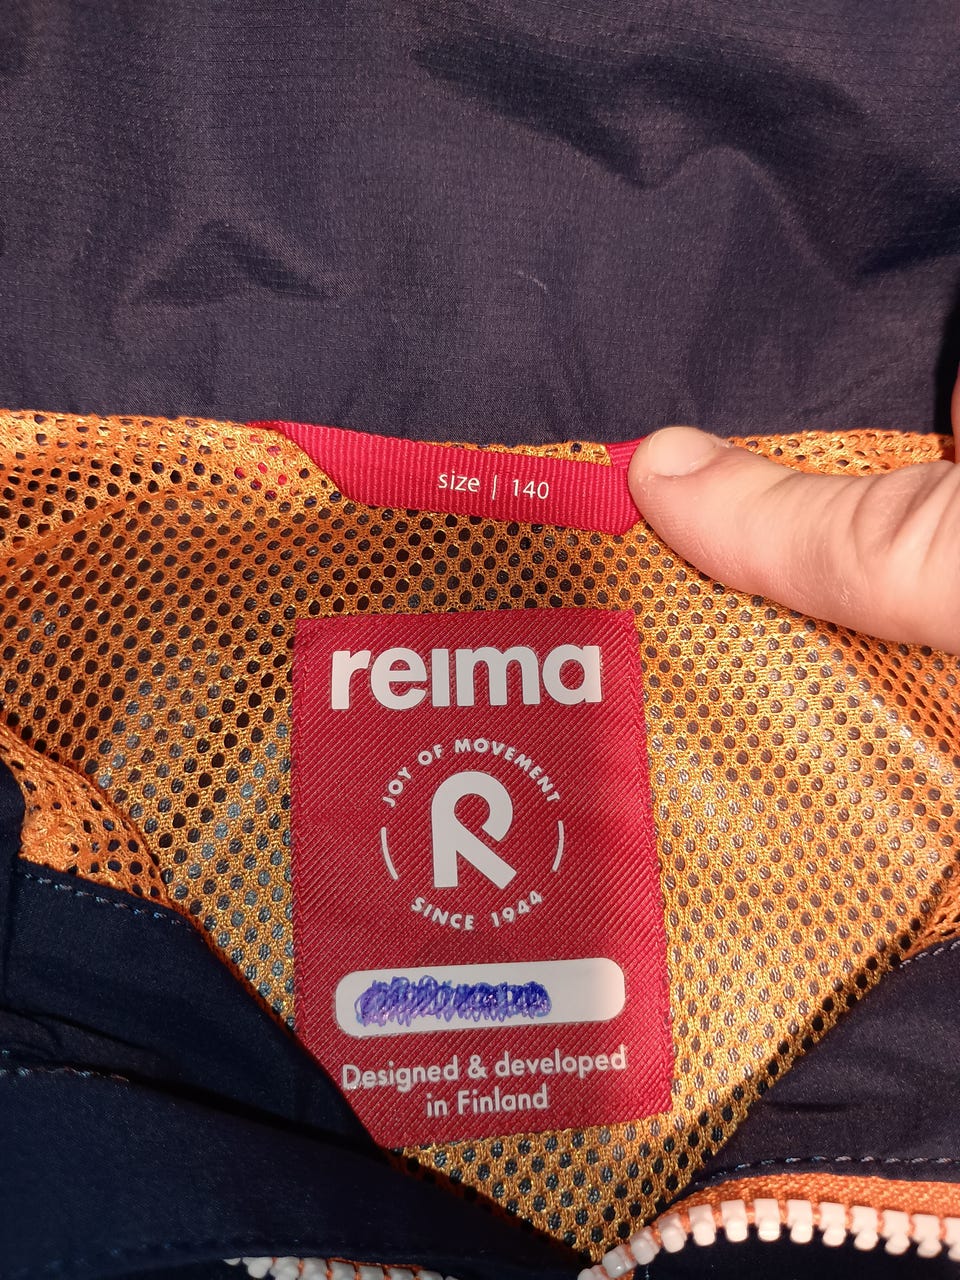 size | 140
reima
JOY OF MOVEMENT
R
SINCE 1944
Designed & developed
in Finland